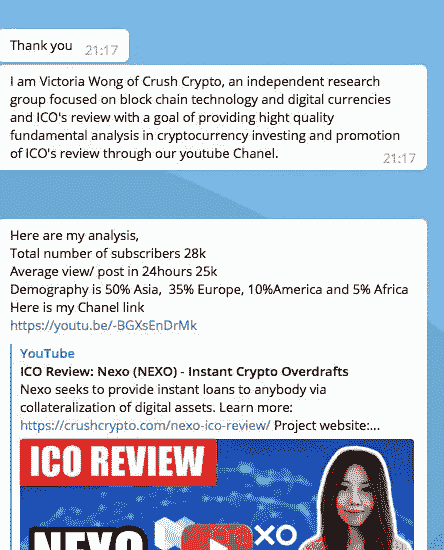 Thank you 21:17
I am Victoria Wong of Crush Crypto, an independent research
group focused on block chain technology and digital currencies
and ICO's review with a goal of providing hight quality
fundamental analysis in cryptocurrency investing and promotion
of ICO's review through our youtube Chanel.
21:17
Here are my analysis,
Total number of subscribers 28k
Average view/ post in 24hours 25k
Demography is 50% Asia,  35% Europe, 10%America and 5% Africa
Here is my Chanel link
https://youtu.be/-BGXsEnDrMk
YouTube
ICO Review: Nexo (NEXO) - Instant Crypto Overdrafts
Nexo seeks to provide instant loans to anybody via
collateralization of digital assets. Learn more:
https://crushcrypto.com/nexo-ico-review/ Project website:...
ICO REVIEW
NEXO
EXO